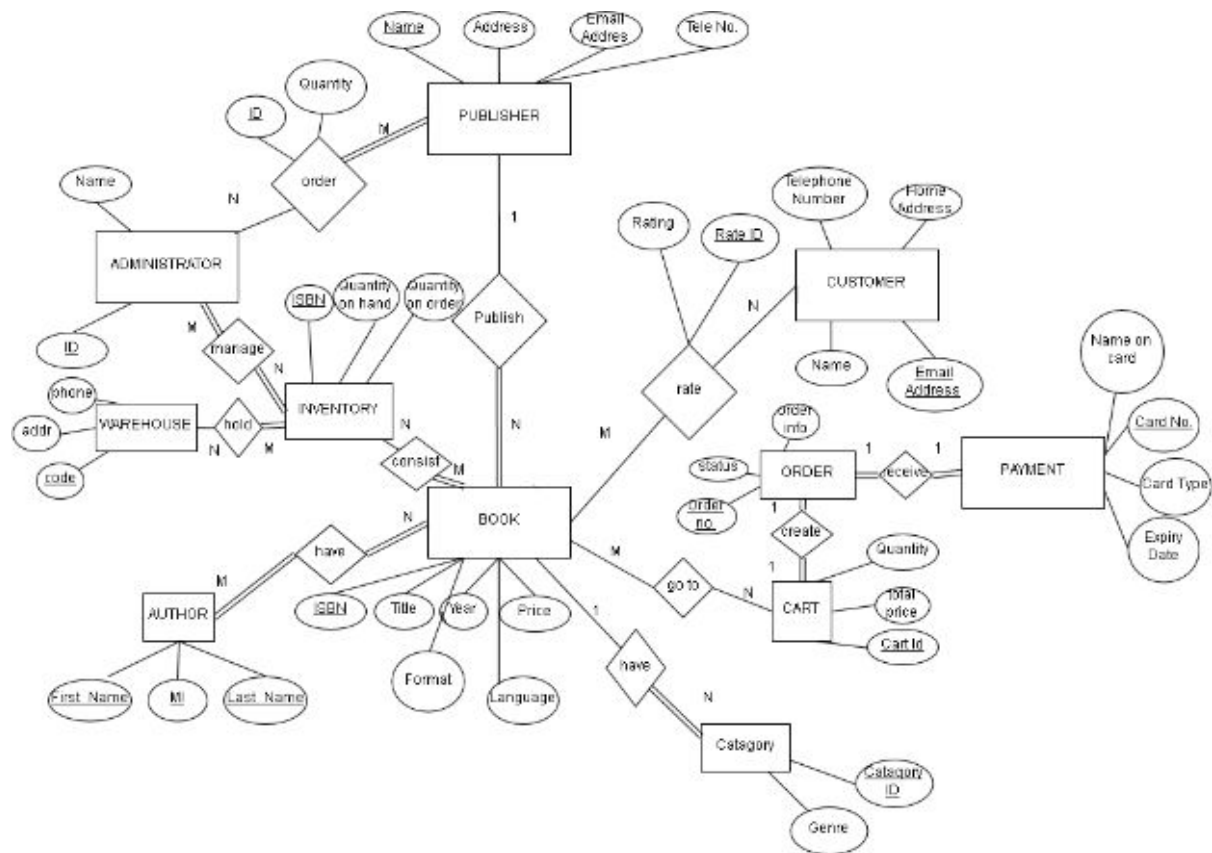 Name
Address
Email
Addres
Tele No.
Quantity
ID
PUBLISHER
M
order
Name
N
ADMINISTRATOR
ID
1
Publish
N
Rating
Rate ID
Telephone
Number
Home
Address
CUSTOMER
N
Name
Email
Address
rate
M
ISBN
Quantity
on hand
Quantity
on order
M
manage
N
phone
addr
WAREHOUSE
code
hold
N
M
INVENTORY
N
consist
M
order
info
status
ORDER
Order
no.
1
receive
1
PAYMENT
Name on
card
Card No.
Card Type
Expiry
Date
1
create
1
Quantity
CART
total
price
Cart Id
BOOK
N
have
M
AUTHOR
First_Name
MI
Last_Name
ISBN
Title
Year
Price
Format
Language
M
go to
N
1
have
N
Catagory
Catagory
ID
Genre